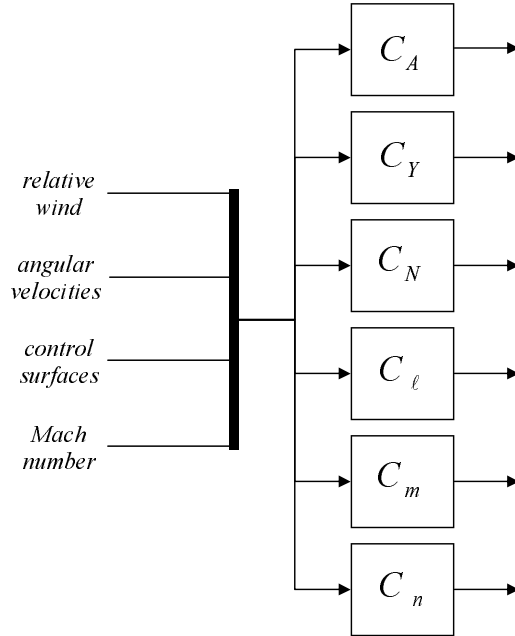 relative
wind
angular
velocities
control
surfaces
Mach
number
C_A
C_Y
C_N
C_ℓ
C_m
C_n